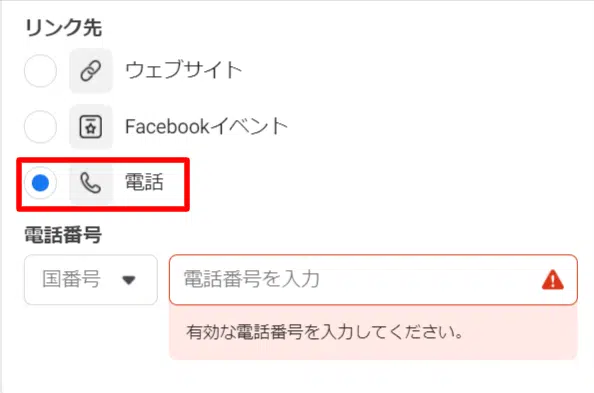 リンク先
ウェブサイト
Facebookイベント
電話
電話番号
国番号 電話番号を入力
有効な電話番号を入力してください。